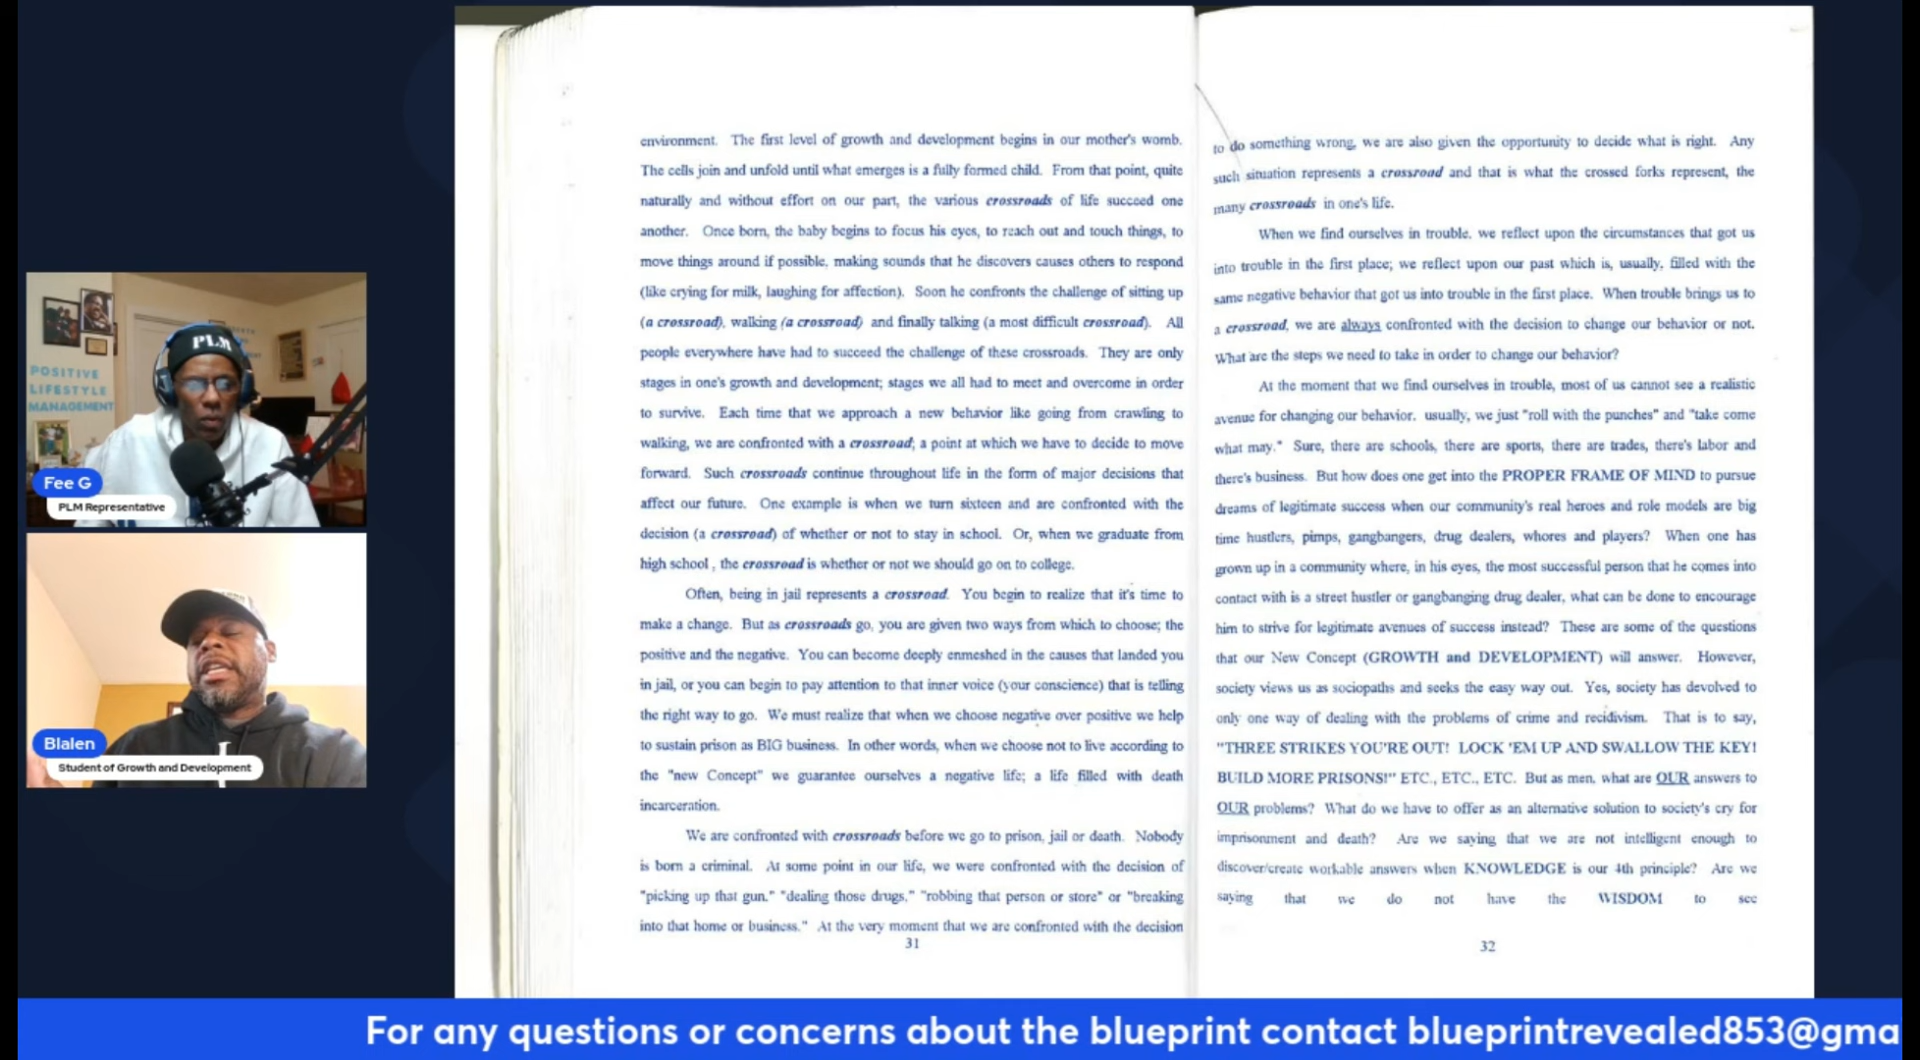 environment. The first level of growth and development begins in our mother's womb.
The cells join and unfold until what emerges is a fully formed child. From that point, quite
naturally and without effort on our part, the various crossroads of life succeed one
another. Once born, the baby begins to focus his eyes, to reach out and touch things, to
move things around if possible, making sounds that he discovers causes others to respond
(like crying for milk, laughing for affection). Soon he confronts the challenge of sitting up
(a crossroad), walking (a crossroad) and finally talking (a most difficult crossroad). All
people everywhere have had to succeed the challenge of these crossroads. They are only
stages in one's growth and development; stages we all had to meet and overcome in order
to survive. Each time that we approach a new behavior like going from crawling to
walking, we are confronted with a crossroad; a point at which we have to decide to move
forward. Such crossroads continue throughout life in the form of major decisions that
affect our future. One example is when we turn sixteen and are confronted with the
decision (a crossroad) of whether or not to stay in school. Or, when we graduate from
high school , the crossroad is whether or not we should go on to college.
Often, being in jail represents a crossroad. You begin to realize that it's time to
make a change. But as crossroads go, you are given two ways from which to choose; the
positive and the negative. You can become deeply enmeshed in the causes that landed you
in jail, or you can begin to pay attention to that inner voice (your conscience) that is telling
the right way to go. We must realize that when we choose negative over positive we help
to sustain prison as BIG business. In other words, when we choose not to live according to
the "new Concept" we guarantee ourselves a negative life; a life filled with death
incarceration.
We are confronted with crossroads before we go to prison, jail or death. Nobody
is born a criminal. At some point in our life, we were confronted with the decision of
"picking up that gun," "dealing those drugs," "robbing that person or store" or "breaking
into that home or business." At the very moment that we are confronted with the decision
31
to do something wrong, we are also given the opportunity to decide what is right. Any
such situation represents a crossroad and that is what the crossed forks represent, the
many crossroads in one's life.
When we find ourselves in trouble, we reflect upon the circumstances that got us
into trouble in the first place; we reflect upon our past which is, usually, filled with the
same negative behavior that got us into trouble in the first place. When trouble brings us to
a crossroad, we are always confronted with the decision to change our behavior or not.
What are the steps we need to take in order to change our behavior?
At the moment that we find ourselves in trouble, most of us cannot see a realistic
avenue for changing our behavior. usually, we just "roll with the punches" and "take come
what may." Sure, there are schools, there are sports, there are trades, there's labor and
there's business. But how does one get into the PROPER FRAME OF MIND to pursue
dreams of legitimate success when our community's real heroes and role models are big
time hustlers, pimps, gangbangers, drug dealers, whores and players? When one has
grown up in a community where, in his eyes, the most successful person that he comes into
contact with is a street hustler or gangbanging drug dealer, what can be done to encourage
him to strive for legitimate avenues of success instead? These are some of the questions
that our New Concept (GROWTH and DEVELOPMENT) will answer. However,
society views us as sociopaths and seeks the easy way out. Yes, society has devolved to
only one way of dealing with the problems of crime and recidivism. That is to say,
"THREE STRIKES YOU'RE OUT! LOCK 'EM UP AND SWALLOW THE KEY!
BUILD MORE PRISONS!" ETC., ETC., ETC. But as men, what are OUR answers to
OUR problems? What do we have to offer as an alternative solution to society's cry for
imprisonment and death? Are we saying that we are not intelligent enough to
discover/create workable answers when KNOWLEDGE is our 4th principle? Are we
saying that we do not have the WISDOM to see
32
PLM
POSITIVE
LIFESTYLE
MANAGEMENT
Fee G
PLM Representative
Blalen
Student of Growth and Development
For any questions or concerns about the blueprint contact blueprintrevealed853@gma